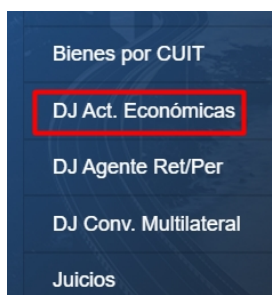 Bienes por CUIT
DJ Act. Económicas
DJ Agente Ret/Per
DJ Conv. Multilateral
Juicios